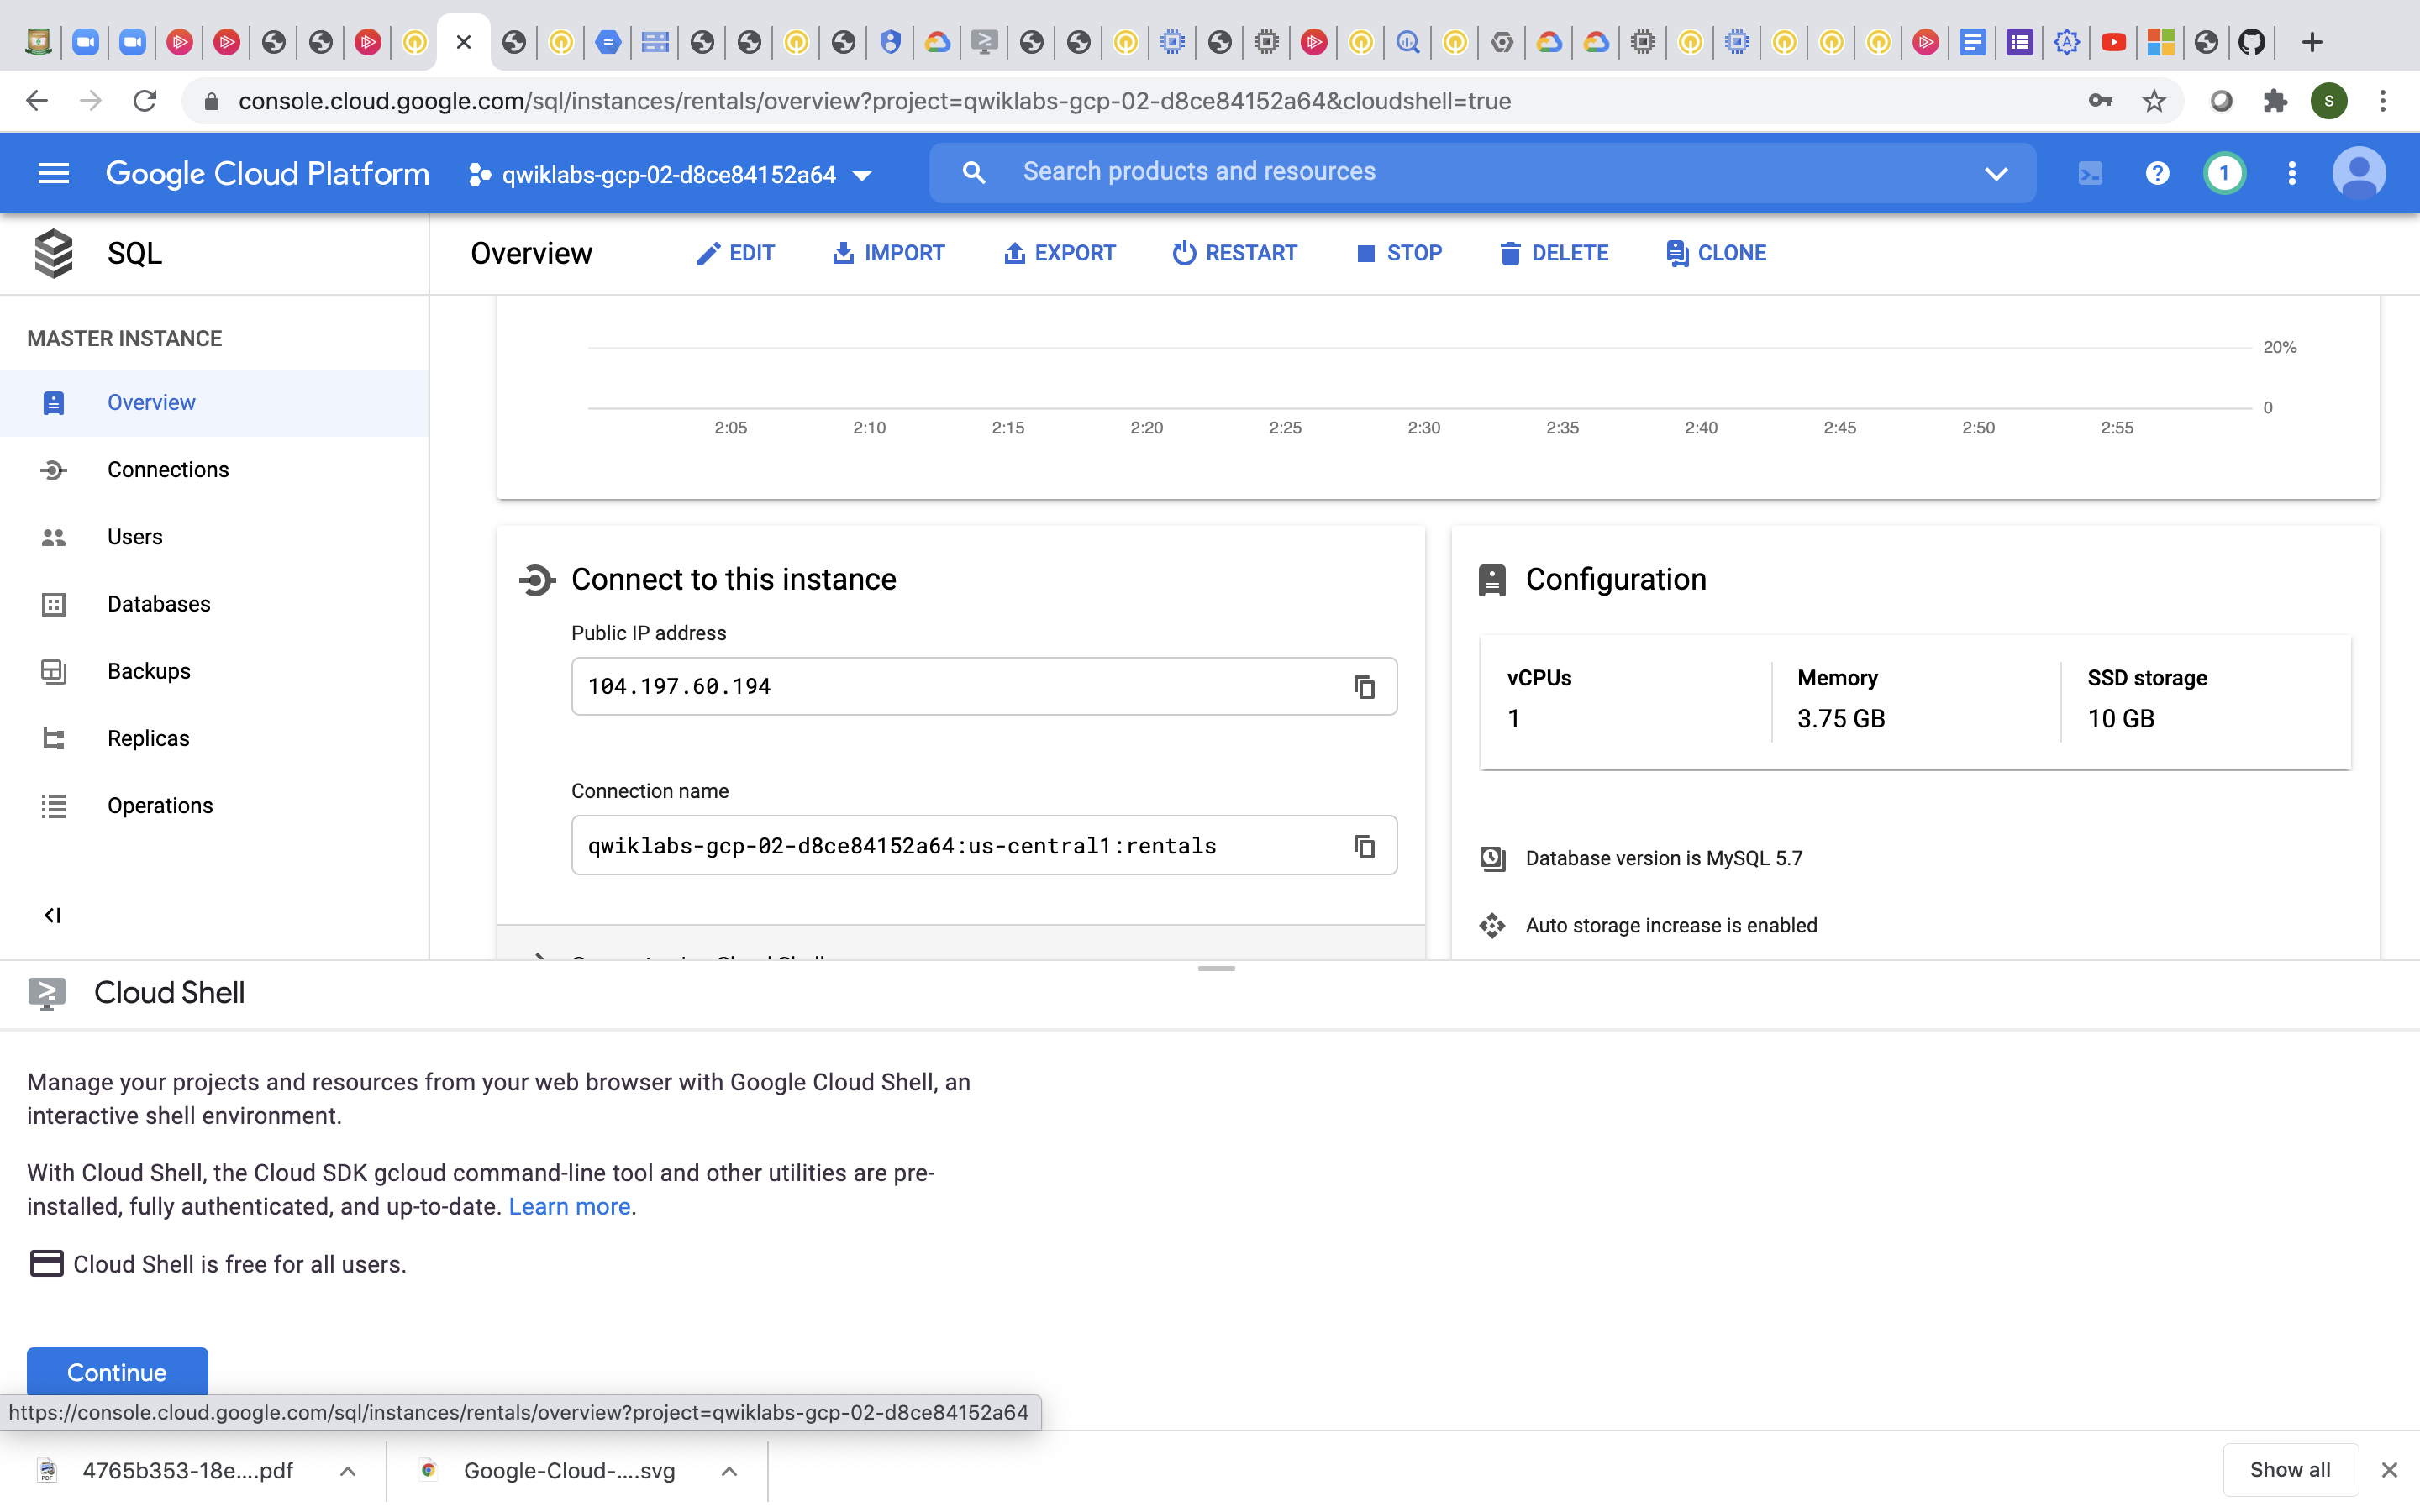 console.cloud.google.com/sql/instances/rentals/overview?project=qwiklabs-gcp-02-d8ce84152a64&cloudshell=true
S
Google Cloud Platform
qwiklabs-gcp-02-d8ce84152a64
Search products and resources
1
SQL
Overview
EDIT
IMPORT
EXPORT
RESTART
STOP
DELETE
CLONE
MASTER INSTANCE
Overview
Connections
Users
Databases
Backups
Replicas
Operations
20%
0
2:05 2:10 2:15 2:20 2:25 2:30 2:35 2:40 2:45 2:50 2:55
Connect to this instance
Public IP address
104.197.60.194
Connection name
qwiklabs-gcp-02-d8ce84152a64:us-central1:rentals
Configuration
vCPUs
1
Memory
3.75 GB
SSD storage
10 GB
Database version is MySQL 5.7
Auto storage increase is enabled
Cloud Shell
Manage your projects and resources from your web browser with Google Cloud Shell, an
interactive shell environment.
With Cloud Shell, the Cloud SDK gcloud command-line tool and other utilities are pre-
installed, fully authenticated, and up-to-date. Learn more.
Cloud Shell is free for all users.
Continue
https://console.cloud.google.com/sql/instances/rentals/overview?project=qwiklabs-gcp-02-d8ce84152a64
4765b353-18e....pdf
Google-Cloud-....svg
Show all